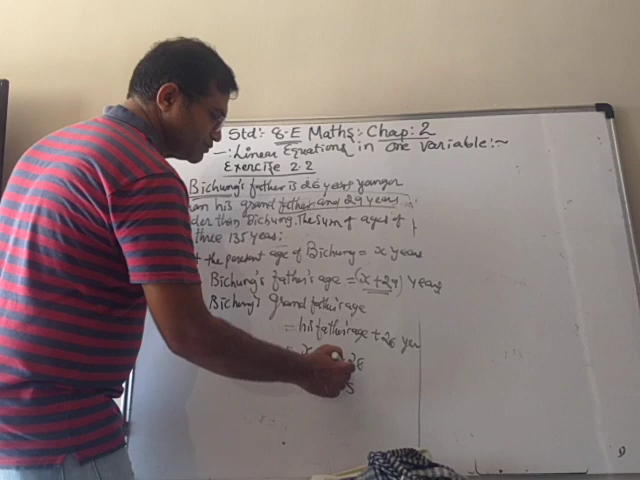 Std:- 8-E Maths:- Chap: 2
-: Linear Equations in one Variable:~
Exercise 2.2
Bichung's father is 26 years younger
than his grand father and 29 years
der than Bichung. The sum of ages of
three 135 years:
the present age of Bichung = x years
Bichung's father's age = (x+29) years
Bichung's Grand father's age
= his father's age + 26 yer